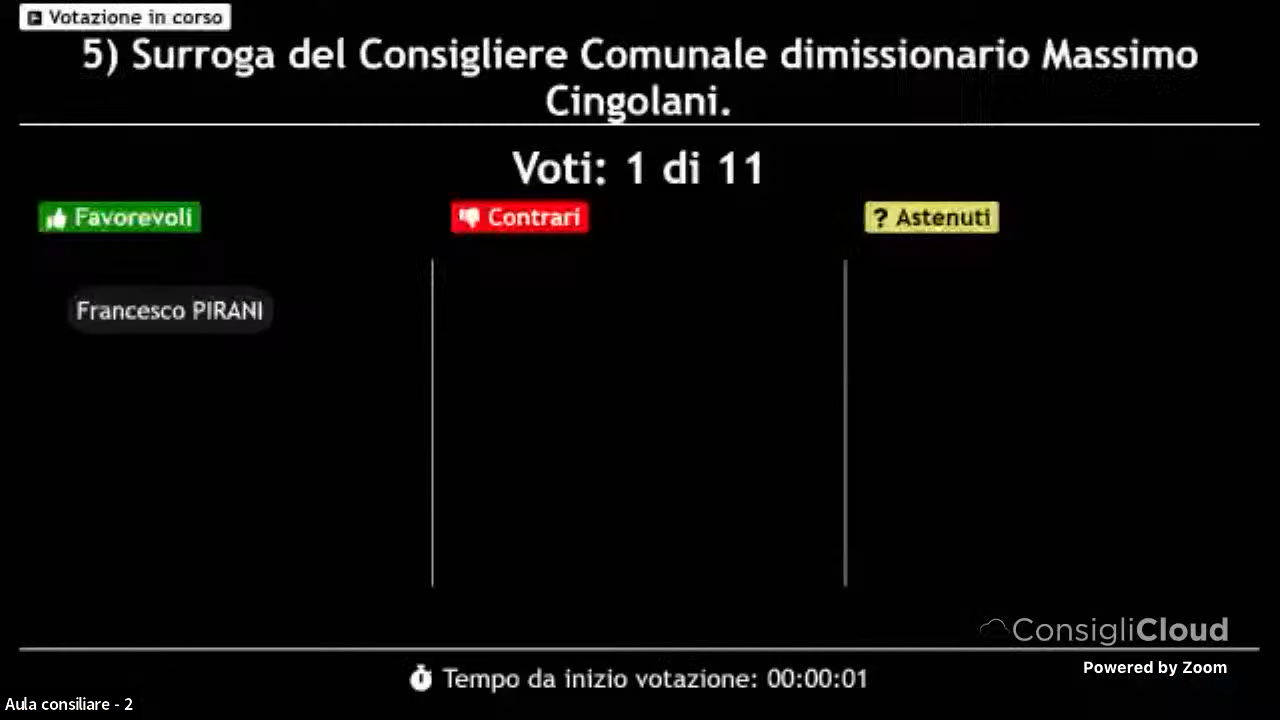 Votazione in corso
5) Surroga del Consigliere Comunale dimissionario Massimo
Cingolani.
Voti: 1 di 11
Favorevoli
Contrari
? Astenuti
Francesco PIRANI
ConsigliCloud
Powered by Zoom
Tempo da inizio votazione: 00:00:01
Aula consiliare - 2